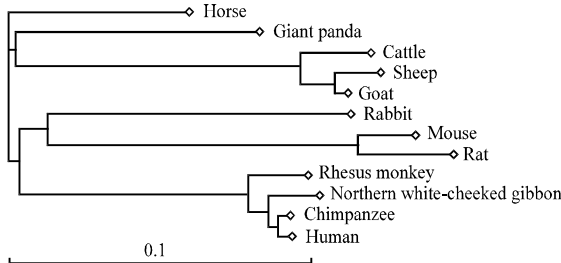 Horse
Giant panda
Cattle
Sheep
Goat
Rabbit
Mouse
Rat
Rhesus monkey
Northern white-cheeked gibbon
Chimpanzee
Human
0.1